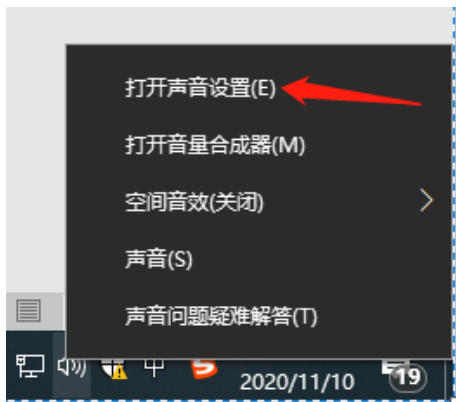 打开声音设置(E)
打开音量合成器(M)
空间音效(关闭)
声音(S)
声音问题疑难解答(T)
中
2020/11/10
19